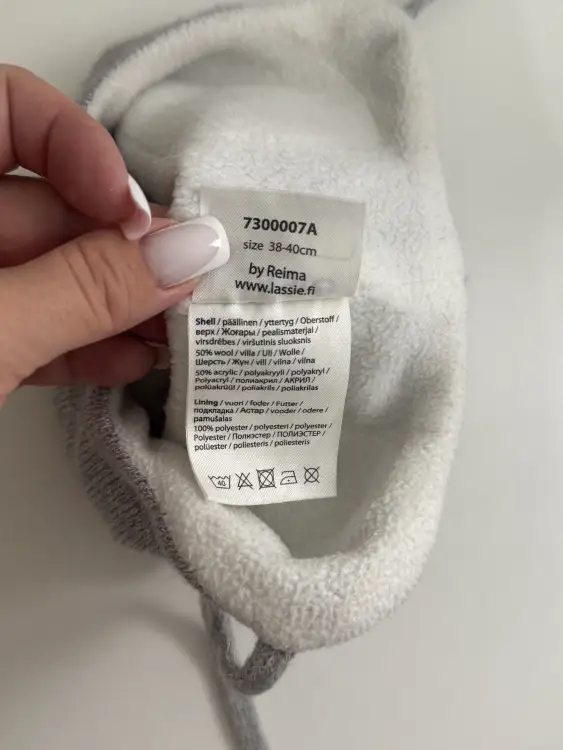 7300007A
size 38-40cm
by Reima
www.lassie.fi
Shell / päällinen / yttertyg / Oberstoff /
верх / Жоғары / pealismaterjal /
virsdrēbes / viršutinis sluoksnis
50% wool / villa / Ull / Wolle /
Шерсть / Жүн / vill / vilna / vilna
50% acrylic / polyakryyli / polyakryl /
Polyacryl / полиакрил / АКРИЛ /
polüakrüül / poliakrils / poliakrilas
Lining / vuori / foder / Futter /
подкладка / Астар / vooder / odere /
pamušalas
100% polyester / polyesteri / polyester /
Polyester / Полиэстер / ПОЛИЭСТЕР /
polüester / poliesteris / poliesteris
40